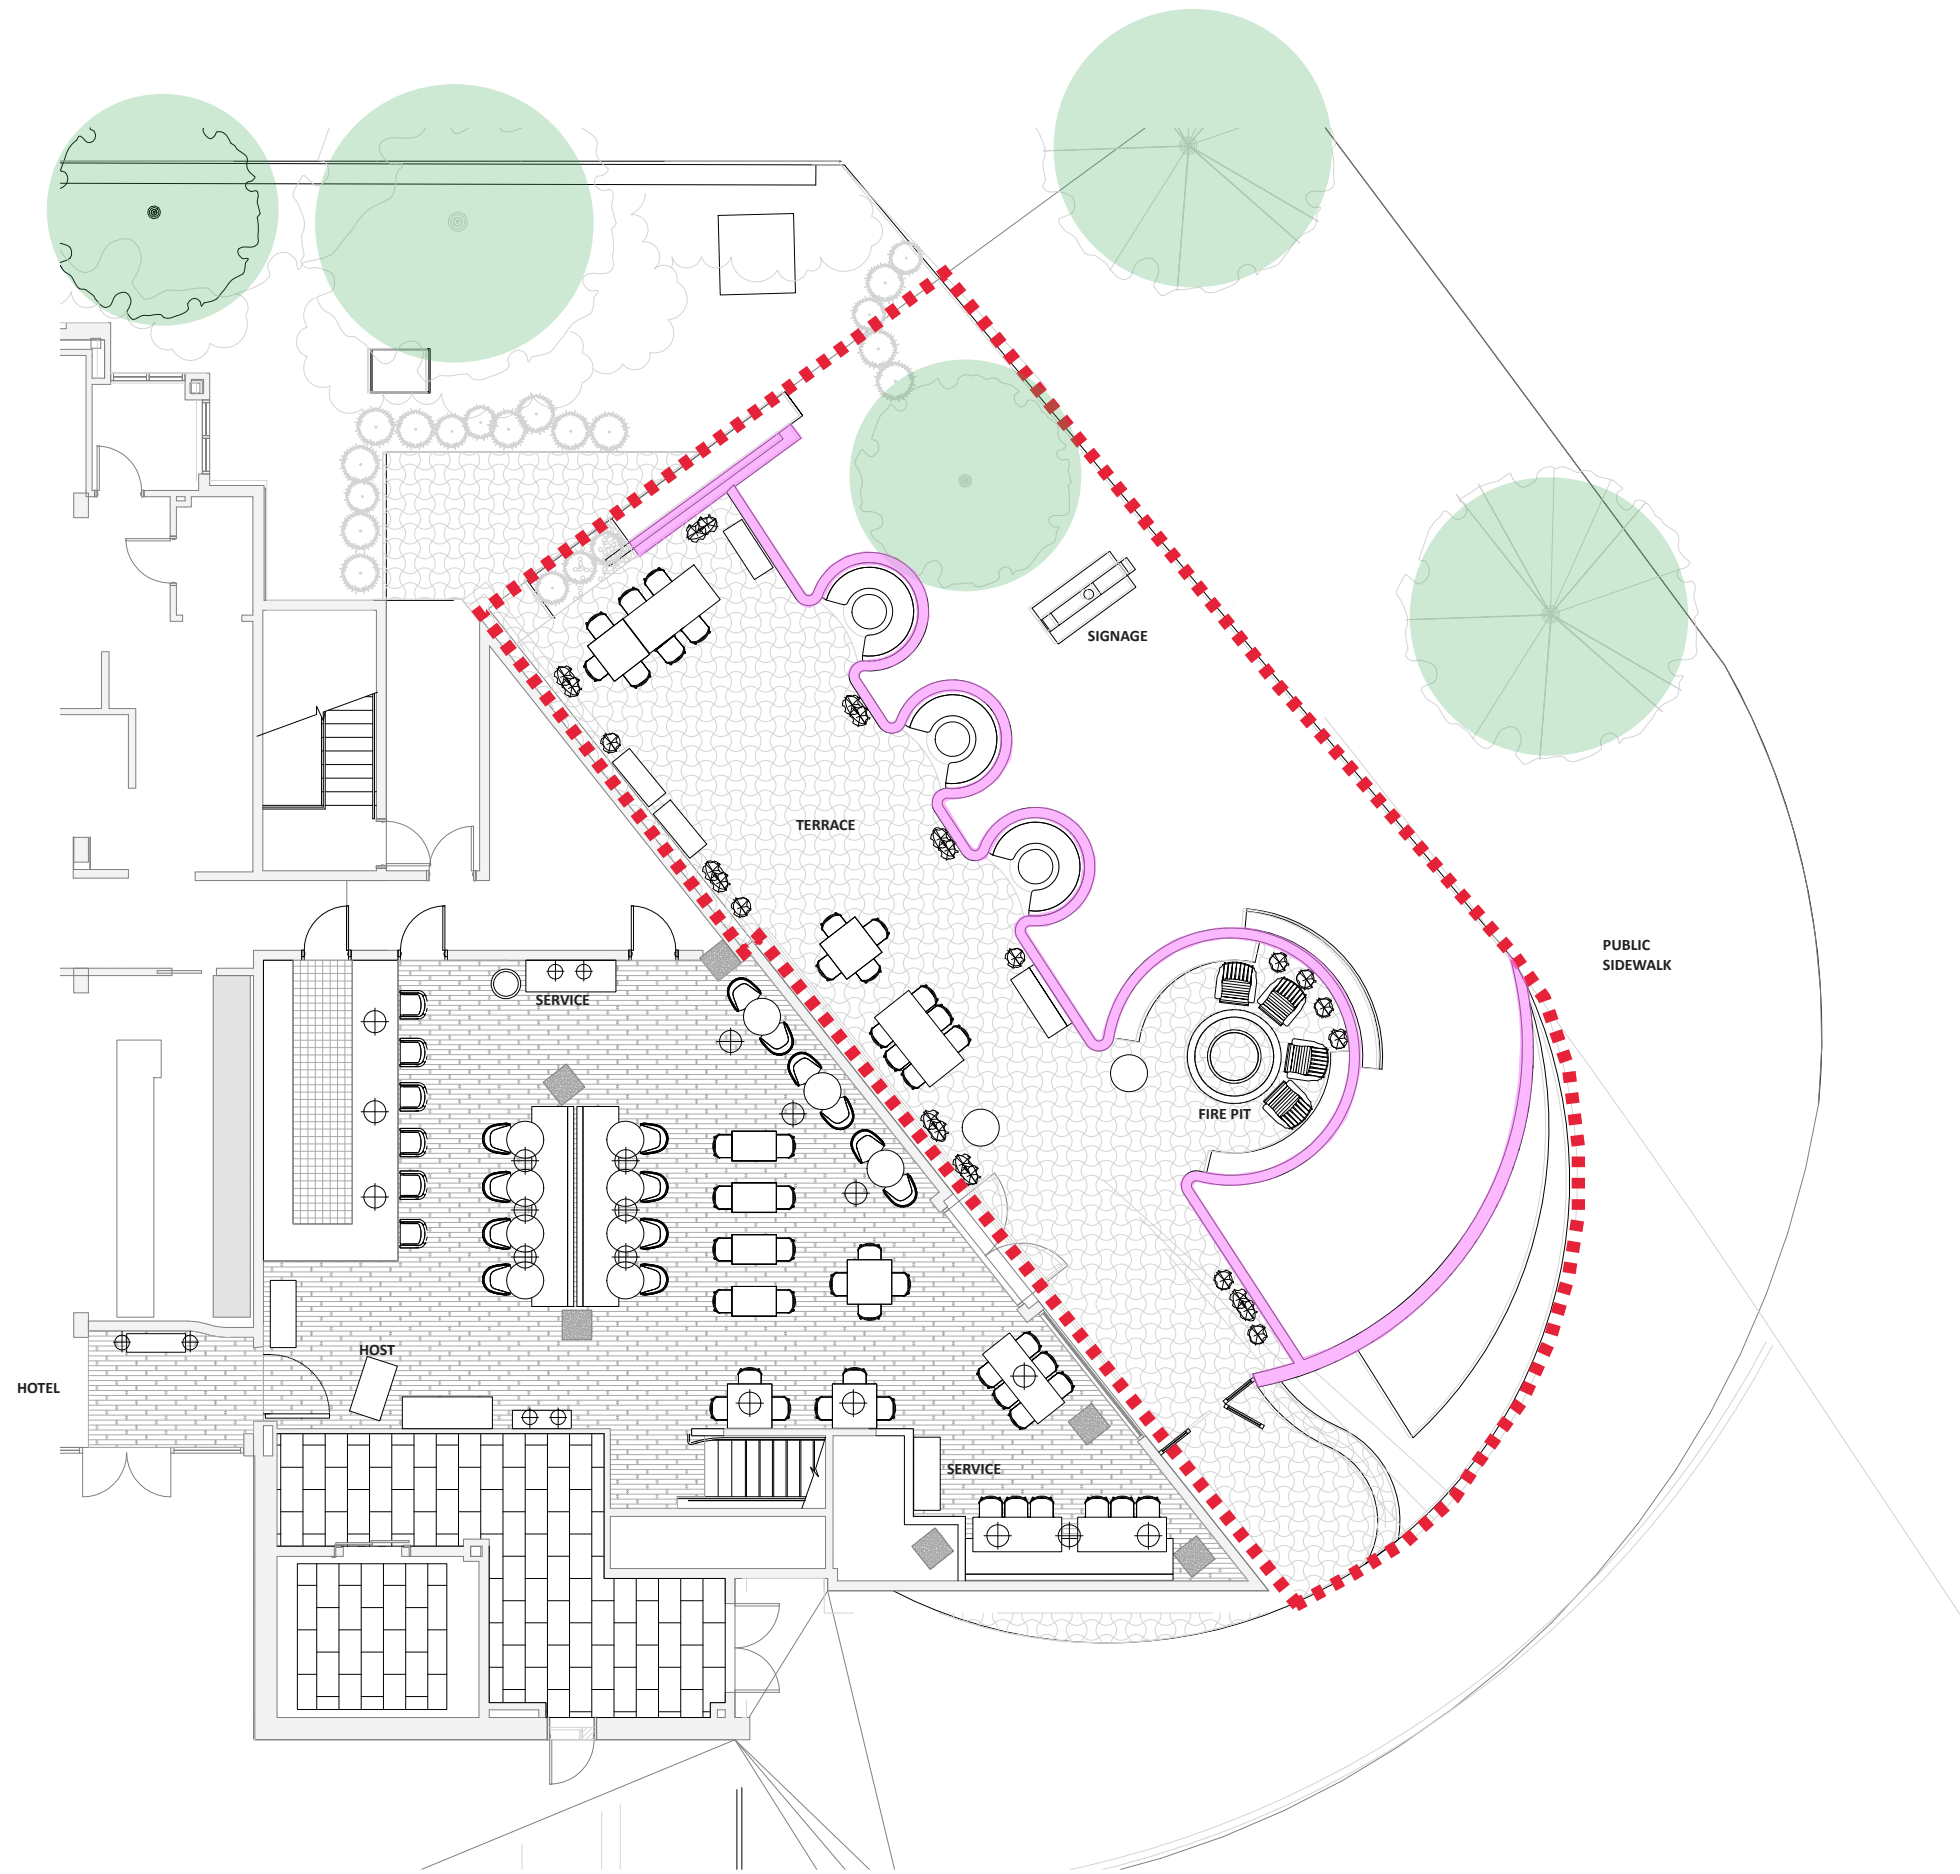 SIGNAGE
TERRACE
PUBLIC
SIDEWALK
SERVICE
FIRE PIT
HOST
HOTEL
SERVICE